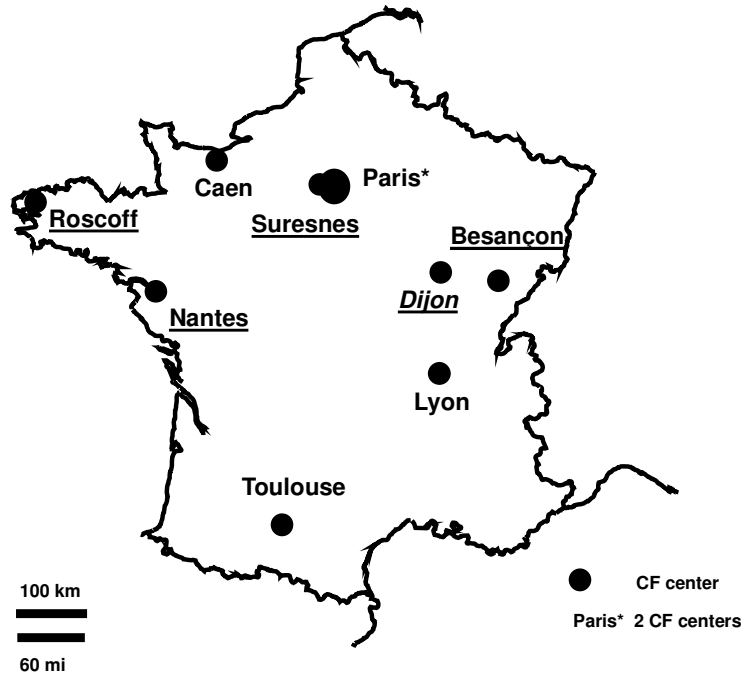 Caen
Paris*
Roscoff
Suresnes
Besançon
Dijon
Nantes
Lyon
Toulouse
100 km
60 mi
CF center
Paris* 2 CF centers